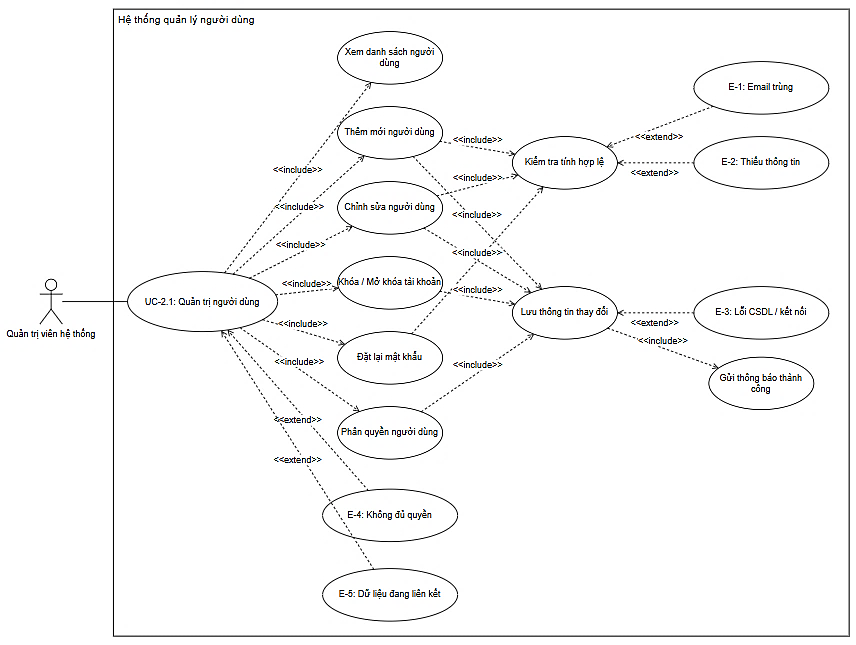 Hệ thống quản lý người dùng
Xem danh sách người
dùng
E-1: Email trùng
Thêm mới người dùng
<<include>>
<<extend>>
Kiểm tra tính hợp lệ
E-2: Thiếu thông tin
<<include>>
<<include>>
<<extend>>
Chỉnh sửa người dùng
<<include>>
<<include>>
<<include>>
<<include>>
Khóa / Mở khóa tài khoản
<<include>>
<<include>>
UC-2.1: Quản trị người dùng
Lưu thông tin thay đổi
E-3: Lỗi CSDL / kết nối
<<include>>
<<extend>>
Quản trị viên hệ thống
<<include>>
Đặt lại mật khẩu
<<include>>
<<include>>
Gửi thông báo thành
công
<<extend>>
Phân quyền người dùng
<<extend>>
E-4: Không đủ quyền
E-5: Dữ liệu đang liên kết